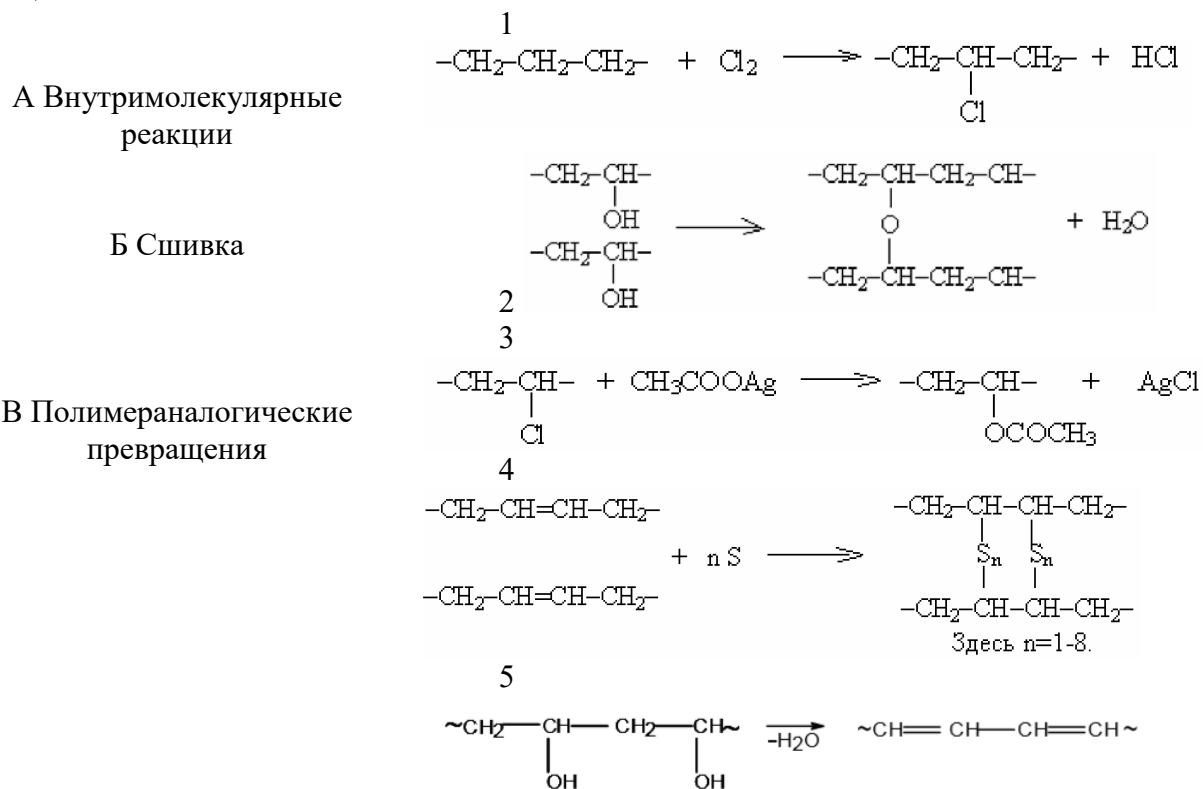 1
–CH₂–CH₂–CH₂– + Cl₂ ⟶ –CH₂–CH–CH₂– + HCl
Cl
А Внутримолекулярные
реакции
–CH₂–CH– –CH₂–CH–CH₂–CH–
OH
Б Сшивка
⟶ O + H₂O
–CH₂–CH– –CH₂–CH–CH₂–CH–
OH
2
3
–CH₂–CH– + CH₃COOAg ⟶ –CH₂–CH– + AgCl
Cl OCOCH₃
В Полимераналогические
превращения
4
–CH₂–CH=CH–CH₂– –CH₂–CH–CH–CH₂–
+ n S ⟶ Sₙ Sₙ
–CH₂–CH=CH–CH₂– –CH₂–CH–CH–CH₂–
Здесь n=1-8.
5
~CH₂—CH—CH₂—CH~ ⟶ ~CH=CH—CH=CH~
–H₂O
OH OH